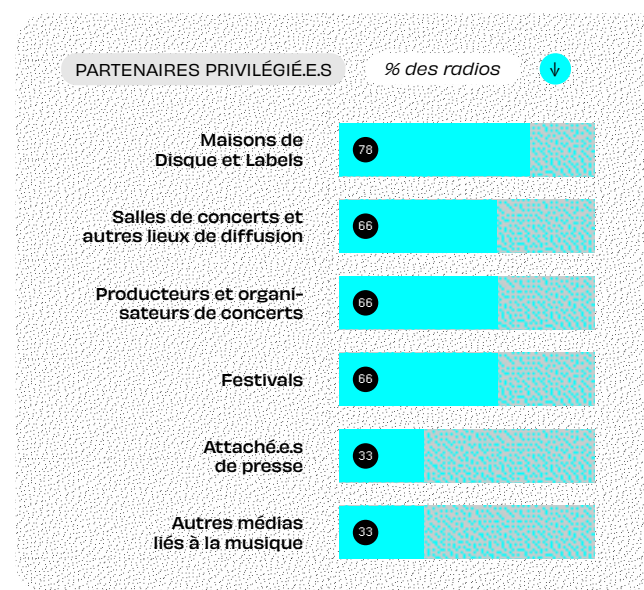 PARTENAIRES PRIVILÉGIÉ.E.S % des radios ↓
Maisons de
Disque et Labels
78
Salles de concerts et
autres lieux de diffusion
66
Producteurs et organi-
sateurs de concerts
66
Festivals
66
Attaché.e.s
de presse
33
Autres médias
liés à la musique
33